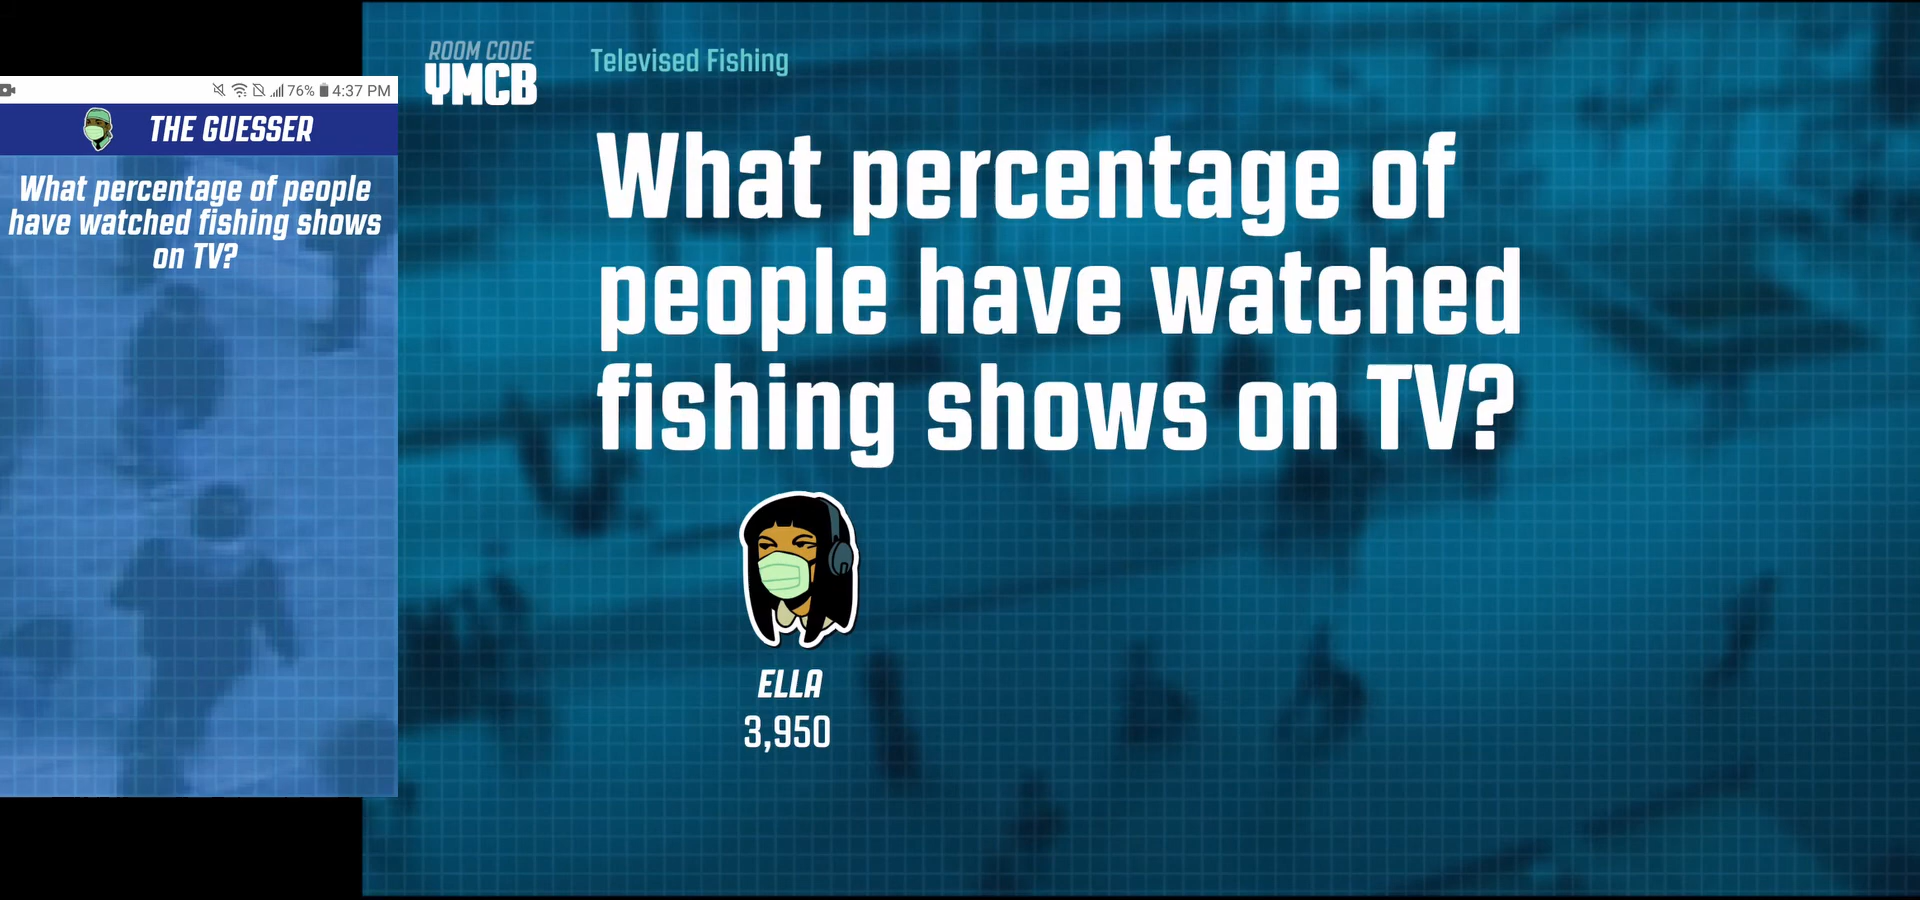 76% 4:37 PM
THE GUESSER
What percentage of people
have watched fishing shows
on TV?
ROOM CODE
YMCB
Televised Fishing
What percentage of
people have watched
fishing shows on TV?
ELLA
3,950